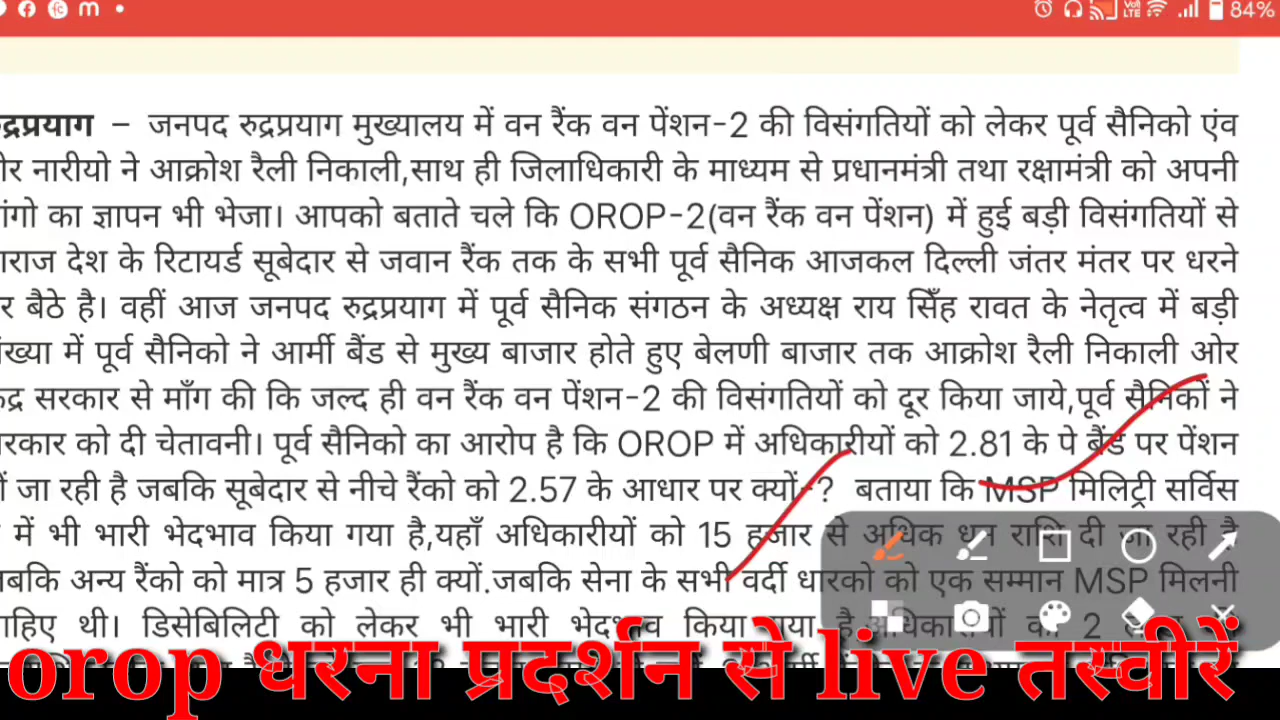 84%
द्रप्रयाग – जनपद रुद्रप्रयाग मुख्यालय में वन रैंक वन पेंशन-2 की विसंगतियों को लेकर पूर्व सैनिको एंव
ोर नारीयो ने आक्रोश रैली निकाली,साथ ही जिलाधिकारी के माध्यम से प्रधानमंत्री तथा रक्षामंत्री को अपनी
ांगो का ज्ञापन भी भेजा। आपको बताते चले कि OROP-2(वन रैंक वन पेंशन) में हुई बड़ी विसंगतियों से
ाराज देश के रिटायर्ड सूबेदार से जवान रैंक तक के सभी पूर्व सैनिक आजकल दिल्ली जंतर मंतर पर धरने
र बैठे है। वहीं आज जनपद रुद्रप्रयाग में पूर्व सैनिक संगठन के अध्यक्ष राय सिँह रावत के नेतृत्व में बड़ी
ंख्या में पूर्व सैनिको ने आर्मी बैंड से मुख्य बाजार होते हुए बेलणी बाजार तक आक्रोश रैली निकाली ओर
द्र सरकार से माँग की कि जल्द ही वन रैंक वन पेंशन-2 की विसंगतियों को दूर किया जाये,पूर्व सैनिकों ने
रकार को दी चेतावनी। पूर्व सैनिको का आरोप है कि OROP में अधिकारीयों को 2.81 के पे बैंड पर पेंशन
ी जा रही है जबकि सूबेदार से नीचे रैंको को 2.57 के आधार पर क्यों-? बताया कि MSP मिलिट्री सर्विस
में भी भारी भेदभाव किया गया है,यहाँ अधिकारीयों को 15 हजार से अधिक धन राशि दी जा रही है
बकि अन्य रैंको को मात्र 5 हजार ही क्यों.जबकि सेना के सभी वर्दी धारको को एक सम्मान MSP मिलनी
ाहिए थी। डिसेबिलिटी को लेकर भी भारी भेदभाव किया गया है
orop धरना प्रदर्शन से live तस्वीरें